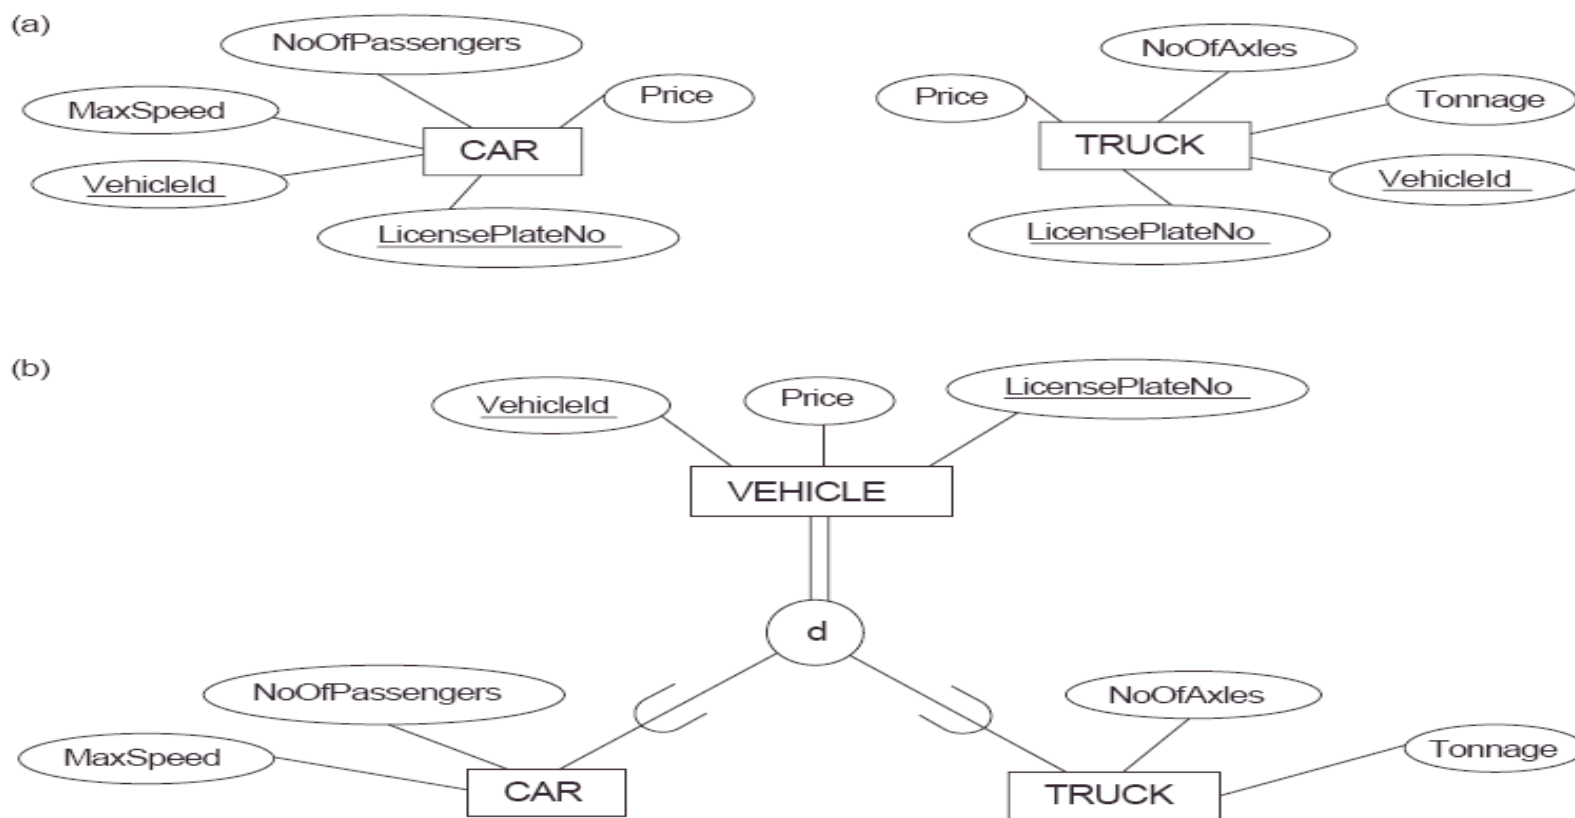 (a)
NoOfPassengers
MaxSpeed
Price
CAR
VehicleId
LicensePlateNo
NoOfAxles
Price
Tonnage
TRUCK
VehicleId
LicensePlateNo
(b)
VehicleId
Price
LicensePlateNo
VEHICLE
d
NoOfPassengers
MaxSpeed
CAR
NoOfAxles
Tonnage
TRUCK